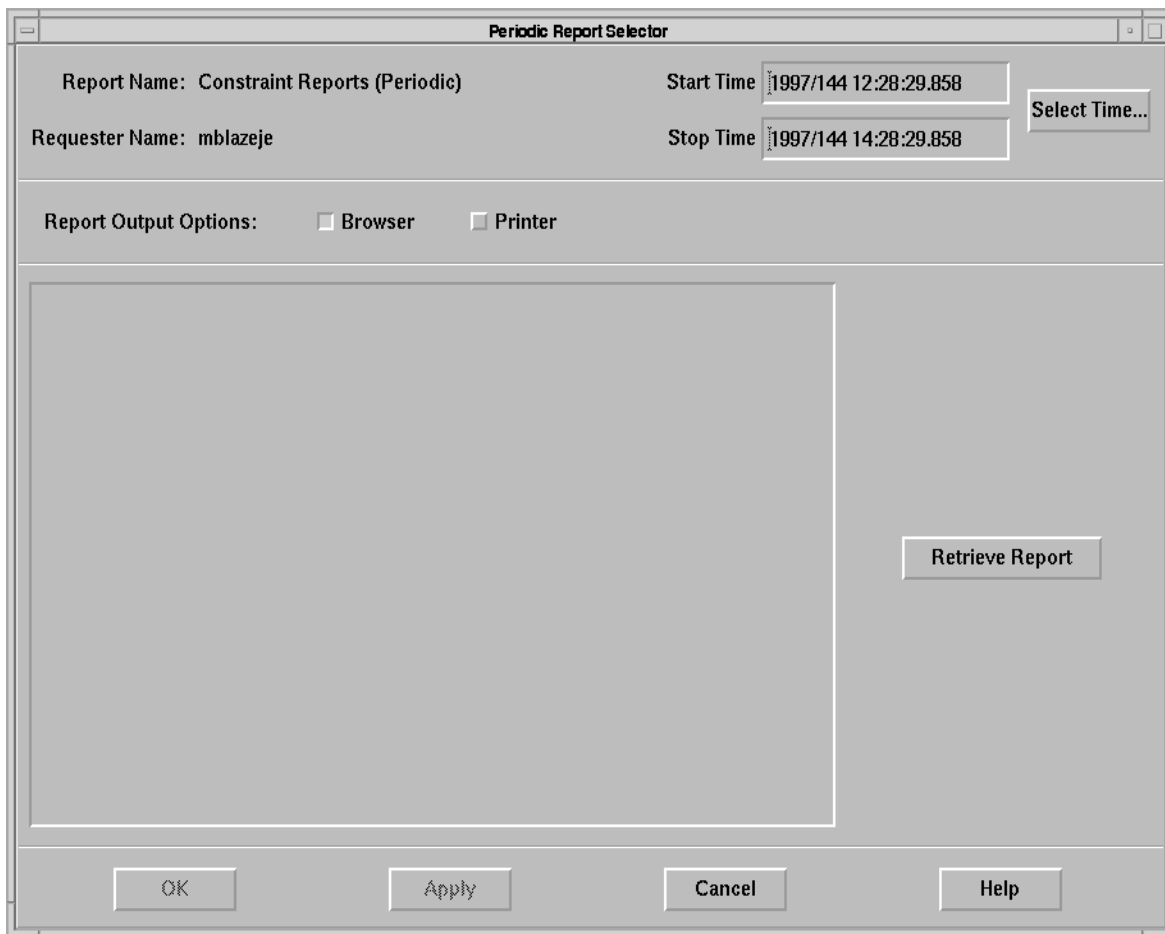 Periodic Report Selector
Report Name: Constraint Reports (Periodic)
Start Time 1997/144 12:28:29.858
Select Time...
Requester Name: mblazeje
Stop Time 1997/144 14:28:29.858
Report Output Options: Browser Printer
Retrieve Report
OK Apply Cancel Help